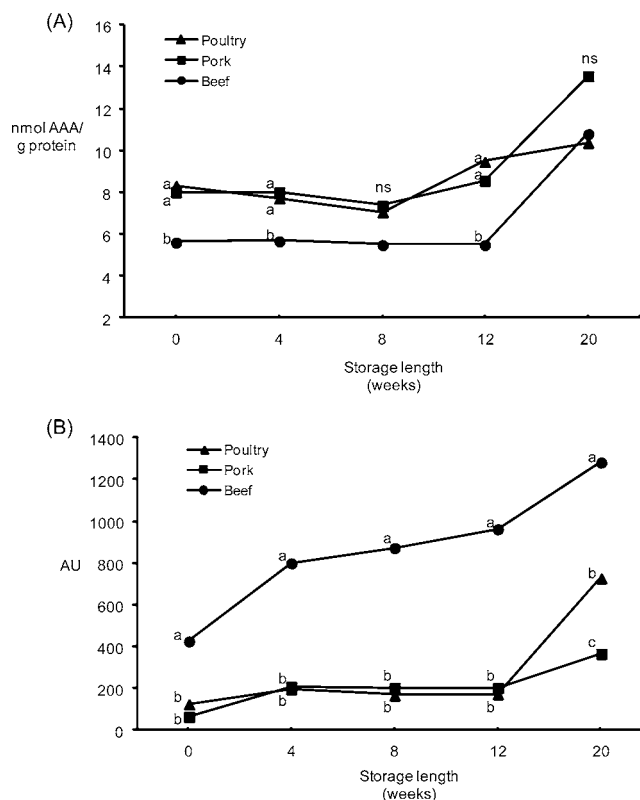 (A)
Poultry
Pork
Beef
nmol AAA/
g protein
16
14
12
10
8
6
4
2
a
a
b
a
a
b
ns
a
a
b
ns
0
4
8
12
20
Storage length
(weeks)
(B)
Poultry
Pork
Beef
AU
1400
1200
1000
800
600
400
200
0
a
b
b
a
b
b
a
b
b
a
b
b
a
b
c
0
4
8
12
20
Storage length
(weeks)